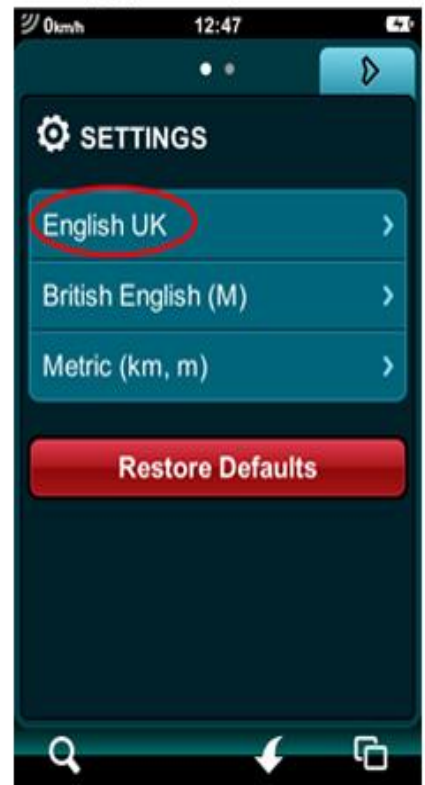 0km/h 12:47
SETTINGS
English UK
British English (M)
Metric (km, m)
Restore Defaults